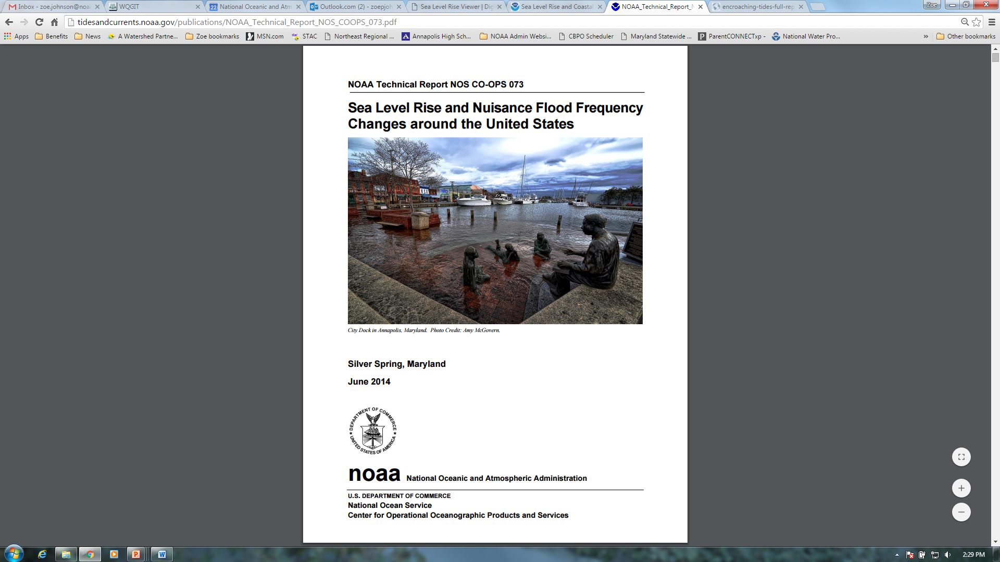 Inbox - zoe.johnson@noa
WQGIT
22 National Oceanic and Atm
Outlook.com (2) - zoepjoh
Sea Level Rise Viewer | Dig
Sea Level Rise and Coastal
NOAA_Technical_Report_N
encroaching-tides-full-rep
Zoe
tidesandcurrents.noaa.gov/publications/NOAA_Technical_Report_NOS_COOPS_073.pdf
Apps
Benefits
News
A Watershed Partne...
Zoe bookmarks
MSN.com
STAC
Northeast Regional ...
Annapolis High Sch...
NOAA Admin Websi...
CBPO Scheduler
Maryland Statewide ...
ParentCONNECTxp -
National Water Pro...
» Other bookmarks
NOAA Technical Report NOS CO-OPS 073
Sea Level Rise and Nuisance Flood Frequency
Changes around the United States
City Dock in Annapolis, Maryland. Photo Credit: Amy McGovern.
Silver Spring, Maryland
June 2014
DEPARTMENT OF COMMERCE
UNITED STATES OF AMERICA
noaa National Oceanic and Atmospheric Administration
U.S. DEPARTMENT OF COMMERCE
National Ocean Service
Center for Operational Oceanographic Products and Services
2:29 PM